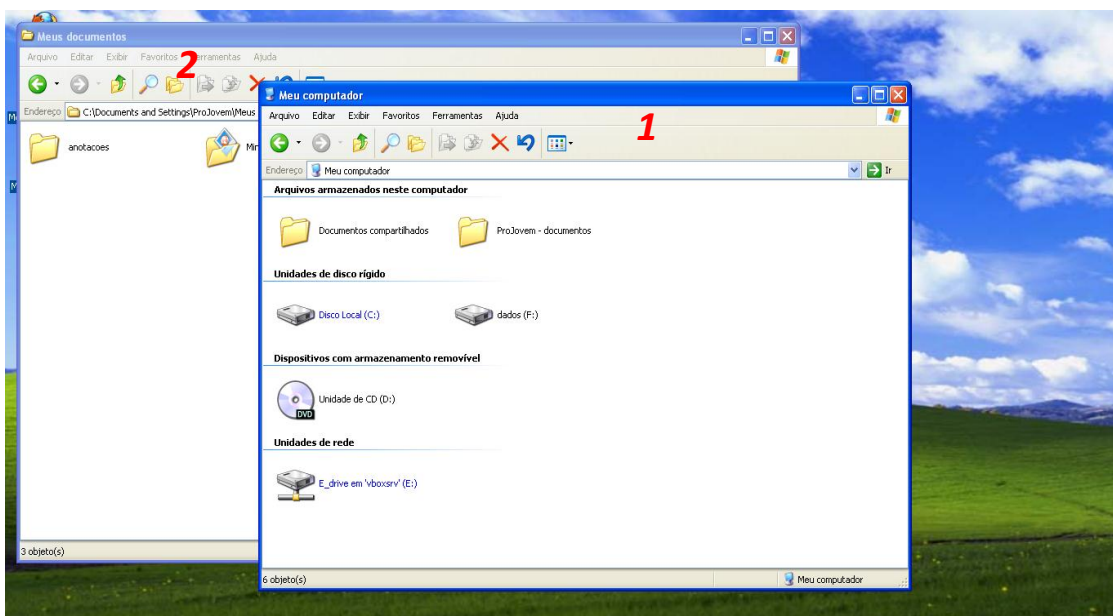 Meus documentos
Arquivo Editar Exibir Favoritos Ferramentas Ajuda
2
Endereço C:\Documents and Settings\ProJovem\Meus
anotacoes
3 objeto(s)
Meu computador
Arquivo Editar Exibir Favoritos Ferramentas Ajuda
1
Endereço Meu computador Ir
Arquivos armazenados neste computador
Documentos compartilhados ProJovem - documentos
Unidades de disco rígido
Disco Local (C:) dados (F:)
Dispositivos com armazenamento removível
DVD Unidade de CD (D:)
Unidades de rede
E_drive em 'vboxsrv' (E:)
6 objeto(s) Meu computador